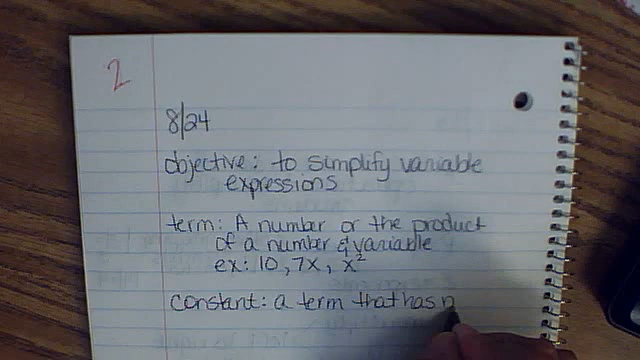 2
8/24
objective: to simplify variable
expressions
term: A number or the product
of a number & variable
ex: 10, 7x, x²
constant: a term that has n